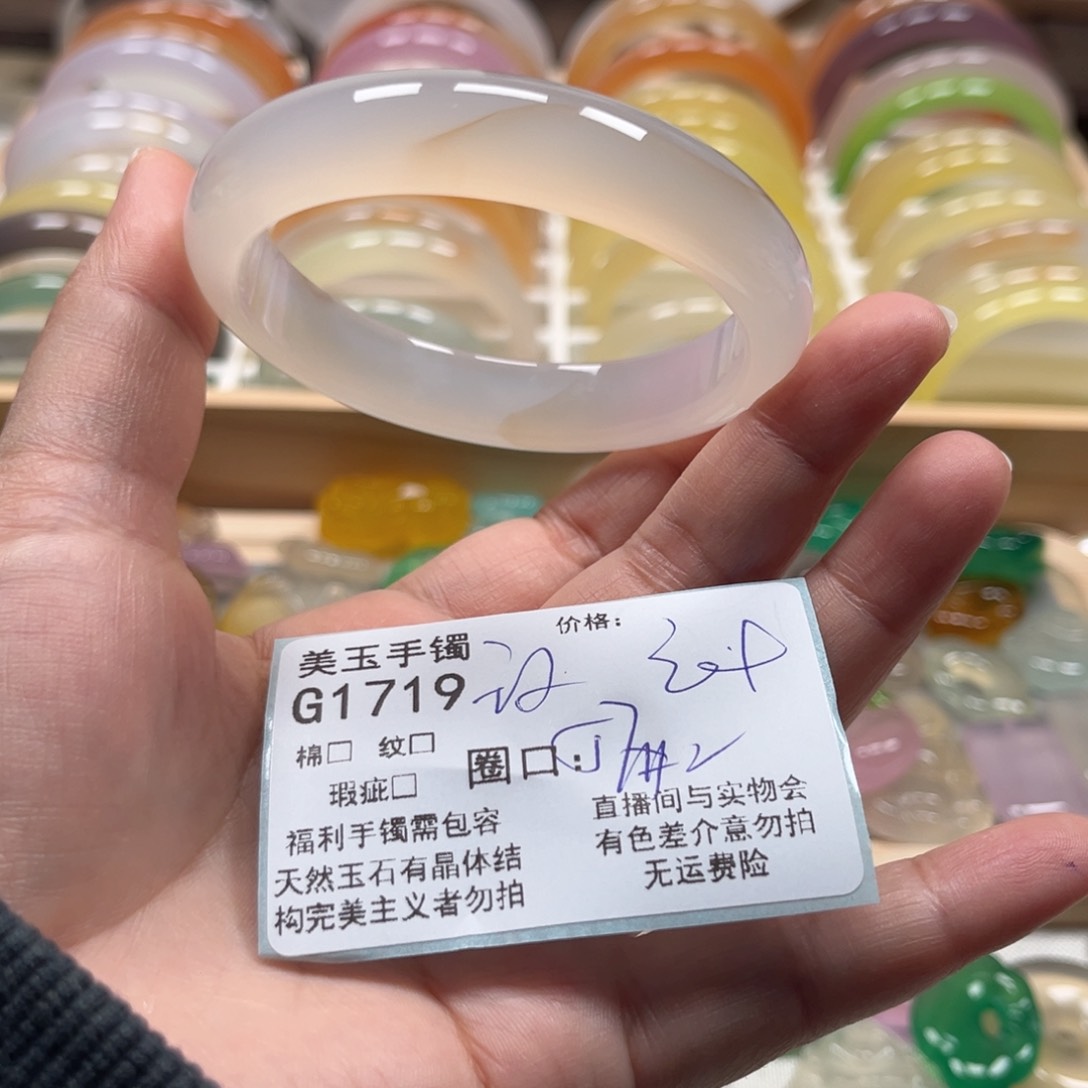 美玉手镯
G1719
价格:
棉□ 纹□
瑕疵□
圈口:
福利手镯需包容
天然玉石有晶体结
构完美主义者勿拍
直播间与实物会
有色差介意勿拍
无运费险